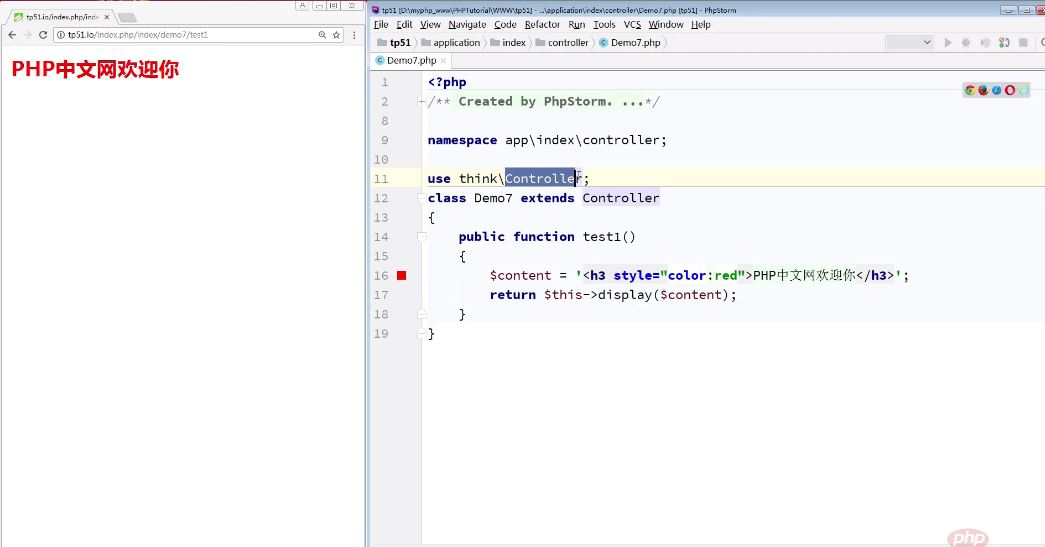 tp51.io/index.php/inde ×
tp51.io/index.php/index/demo7/test1
PHP中文网欢迎你
tp51 [D:\myphp_www\PHPTutorial\WWW\tp51] - ...\application\index\controller\Demo7.php [tp51] - PhpStorm
File Edit View Navigate Code Refactor Run Tools VCS Window Help
tp51 application index controller Demo7.php
Demo7.php ×
1 <?php
2 /** Created by PhpStorm. ...*/
8
9 namespace app\index\controller;
10
11 use think\Controller;
12 class Demo7 extends Controller
13 {
14 public function test1()
15 {
16 $content = '<h3 style="color:red">PHP中文网欢迎你</h3>';
17 return $this->display($content);
18 }
19 }
php